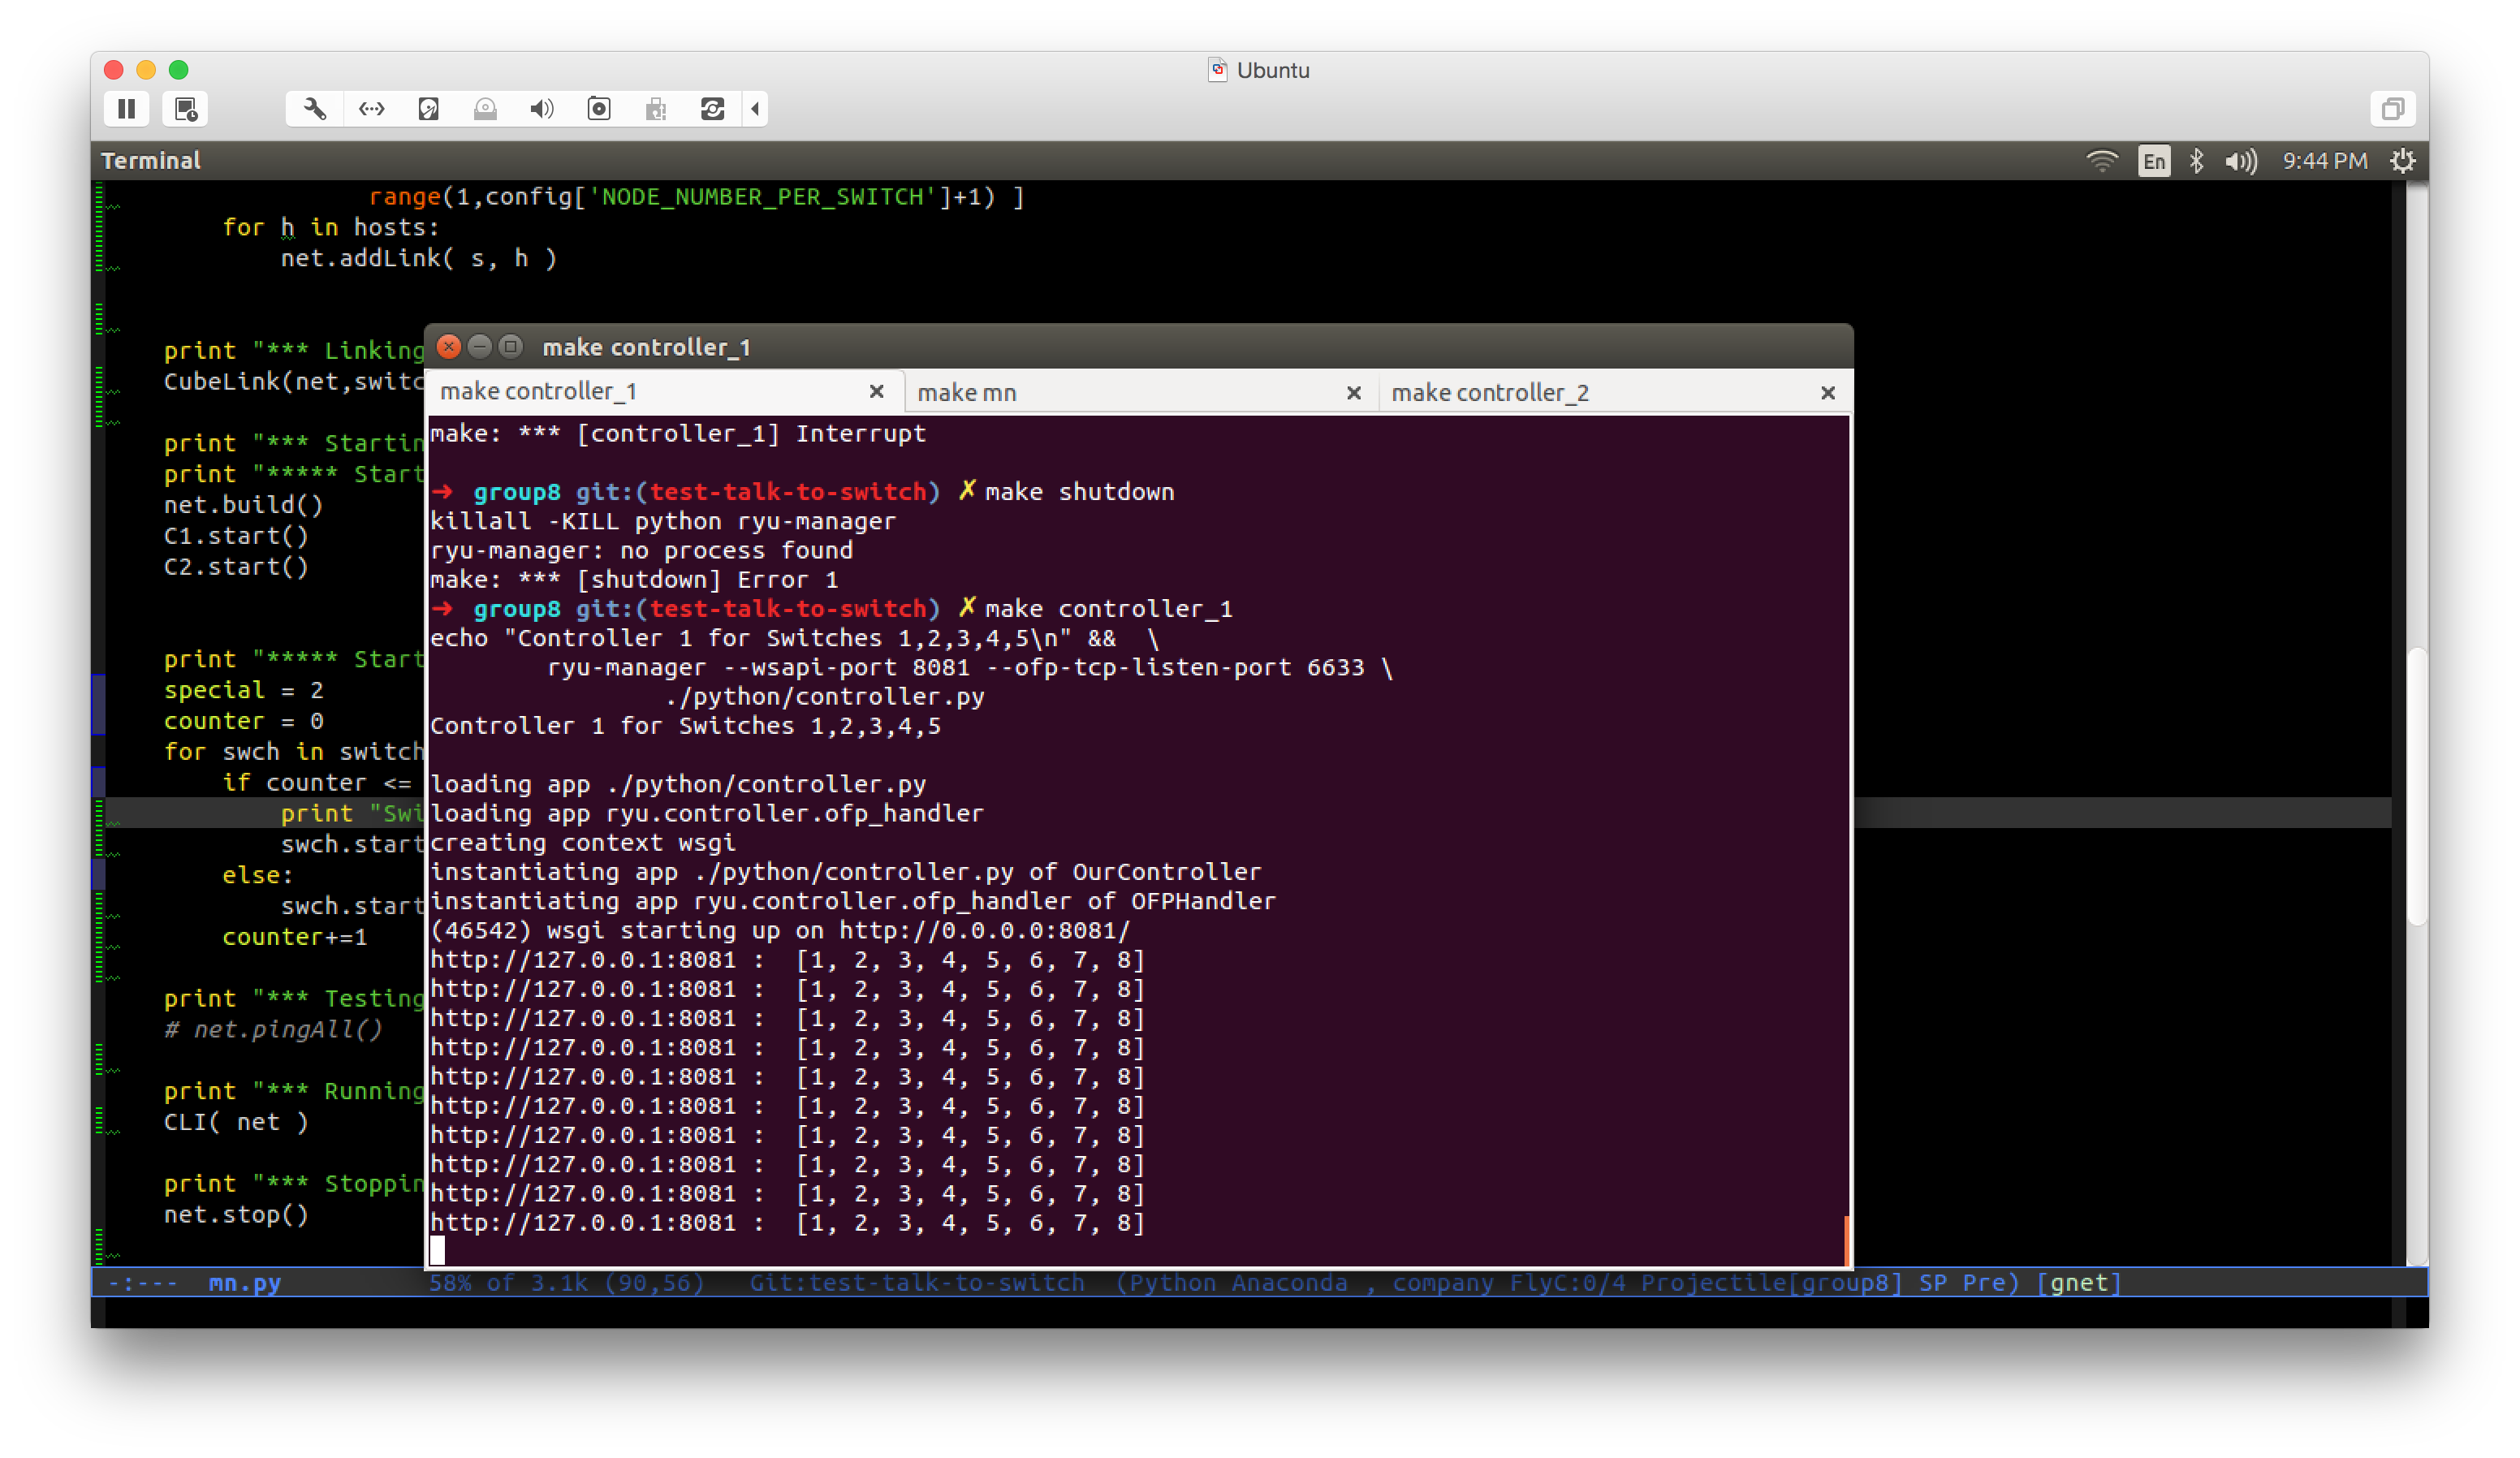 Ubuntu
Terminal
En
9:44 PM
range(1,config['NODE_NUMBER_PER_SWITCH']+1) ]
for h in hosts:
net.addLink( s, h )
print "*** Linking
CubeLink(net,switc
print "*** Startin
print "***** Start
net.build()
C1.start()
C2.start()
print "***** Start
special = 2
counter = 0
for swch in switch
if counter <=
print "Swi
swch.start
else:
swch.start
counter+=1
print "*** Testing
# net.pingAll()
print "*** Running
CLI( net )
print "*** Stoppin
net.stop()
make controller_1
make controller_1
make mn
make controller_2
make: *** [controller_1] Interrupt
➜ group8 git:(test-talk-to-switch) ✗ make shutdown
killall -KILL python ryu-manager
ryu-manager: no process found
make: *** [shutdown] Error 1
➜ group8 git:(test-talk-to-switch) ✗ make controller_1
echo "Controller 1 for Switches 1,2,3,4,5\n" && \
ryu-manager --wsapi-port 8081 --ofp-tcp-listen-port 6633 \
./python/controller.py
Controller 1 for Switches 1,2,3,4,5
loading app ./python/controller.py
loading app ryu.controller.ofp_handler
creating context wsgi
instantiating app ./python/controller.py of OurController
instantiating app ryu.controller.ofp_handler of OFPHandler
(46542) wsgi starting up on http://0.0.0.0:8081/
http://127.0.0.1:8081 :  [1, 2, 3, 4, 5, 6, 7, 8]
http://127.0.0.1:8081 :  [1, 2, 3, 4, 5, 6, 7, 8]
http://127.0.0.1:8081 :  [1, 2, 3, 4, 5, 6, 7, 8]
http://127.0.0.1:8081 :  [1, 2, 3, 4, 5, 6, 7, 8]
http://127.0.0.1:8081 :  [1, 2, 3, 4, 5, 6, 7, 8]
http://127.0.0.1:8081 :  [1, 2, 3, 4, 5, 6, 7, 8]
http://127.0.0.1:8081 :  [1, 2, 3, 4, 5, 6, 7, 8]
http://127.0.0.1:8081 :  [1, 2, 3, 4, 5, 6, 7, 8]
http://127.0.0.1:8081 :  [1, 2, 3, 4, 5, 6, 7, 8]
http://127.0.0.1:8081 :  [1, 2, 3, 4, 5, 6, 7, 8]
-:--- mn.py 58% of 3.1k (90,56) Git:test-talk-to-switch (Python Anaconda , company FlyC:0/4 Projectile[group8] SP Pre) [gnet]